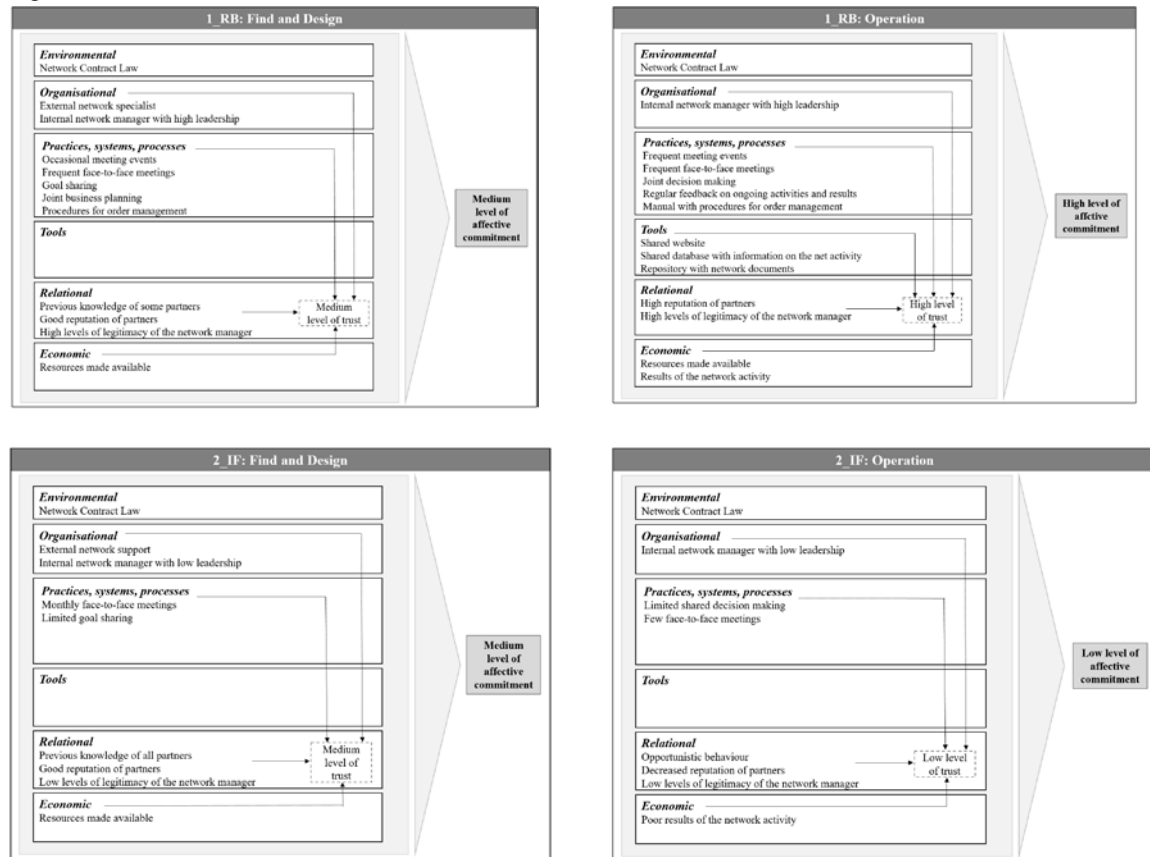 1_RB: Find and Design
Environmental
Network Contract Law
Organisational
External network specialist
Internal network manager with high leadership
Practices, systems, processes
Occasional meeting events
Frequent face-to-face meetings
Goal sharing
Joint business planning
Procedures for order management
Tools
Relational
Previous knowledge of some partners
Good reputation of partners
High levels of legitimacy of the network manager
Medium
level of trust
Economic
Resources made available
Medium
level of
affective
commitment
1_RB: Operation
Environmental
Network Contract Law
Organisational
Internal network manager with high leadership
Practices, systems, processes
Frequent meeting events
Frequent face-to-face meetings
Joint decision making
Regular feedback on ongoing activities and results
Manual with procedures for order management
Tools
Shared website
Shared database with information on the net activity
Repository with network documents
Relational
High reputation of partners
High levels of legitimacy of the network manager
High level
of trust
Economic
Resources made available
Results of the network activity
High level of
affctive
commitment
2_IF: Find and Design
Environmental
Network Contract Law
Organisational
External network support
Internal network manager with low leadership
Practices, systems, processes
Monthly face-to-face meetings
Limited goal sharing
Tools
Relational
Previous knowledge of all partners
Good reputation of partners
Low levels of legitimacy of the network manager
Medium
level of
trust
Economic
Resources made available
Medium
level of
affective
commitment
2_IF: Operation
Environmental
Network Contract Law
Organisational
Internal network manager with low leadership
Practices, systems, processes
Limited shared decision making
Few face-to-face meetings
Tools
Relational
Opportunistic behaviour
Decreased reputation of partners
Low levels of legitimacy of the network manager
Low level
of trust
Economic
Poor results of the network activity
Low level of
affective
commitment